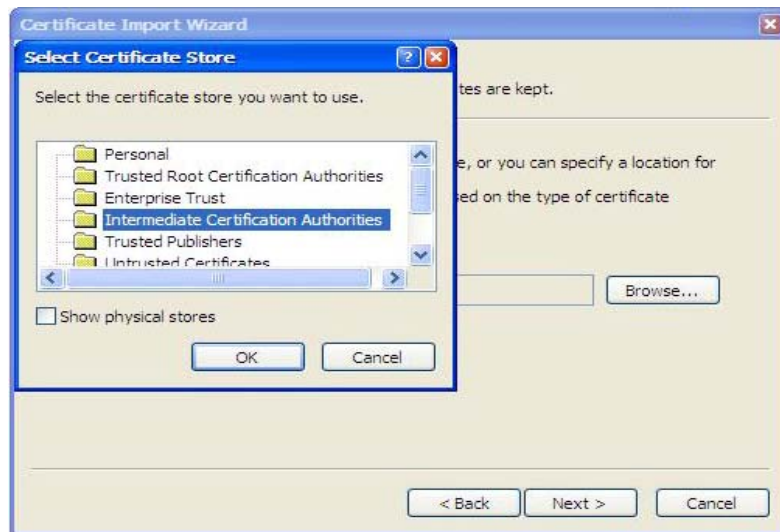 Certificate Import Wizard
Select Certificate Store
Select the certificate store you want to use.
tes are kept.
Personal
Trusted Root Certification Authorities
e, or you can specify a location for
Enterprise Trust
sed on the type of certificate
Intermediate Certification Authorities
Trusted Publishers
Untrusted Certificates
Browse...
Show physical stores
OK
Cancel
< Back
Next >
Cancel